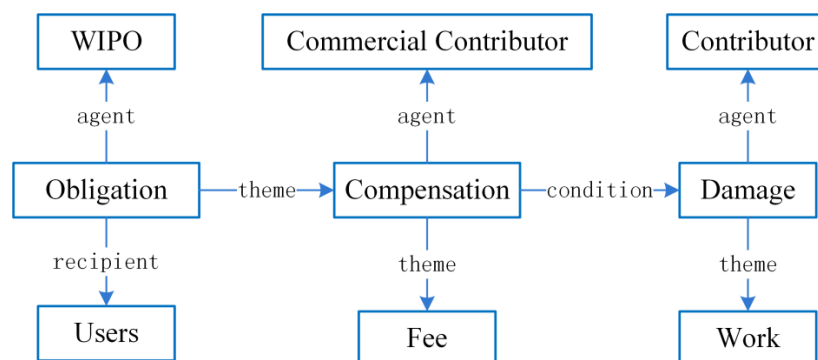 WIPO Commercial Contributor Contributor
agent agent agent
Obligation theme Compensation condition Damage
recipient theme theme
Users Fee Work